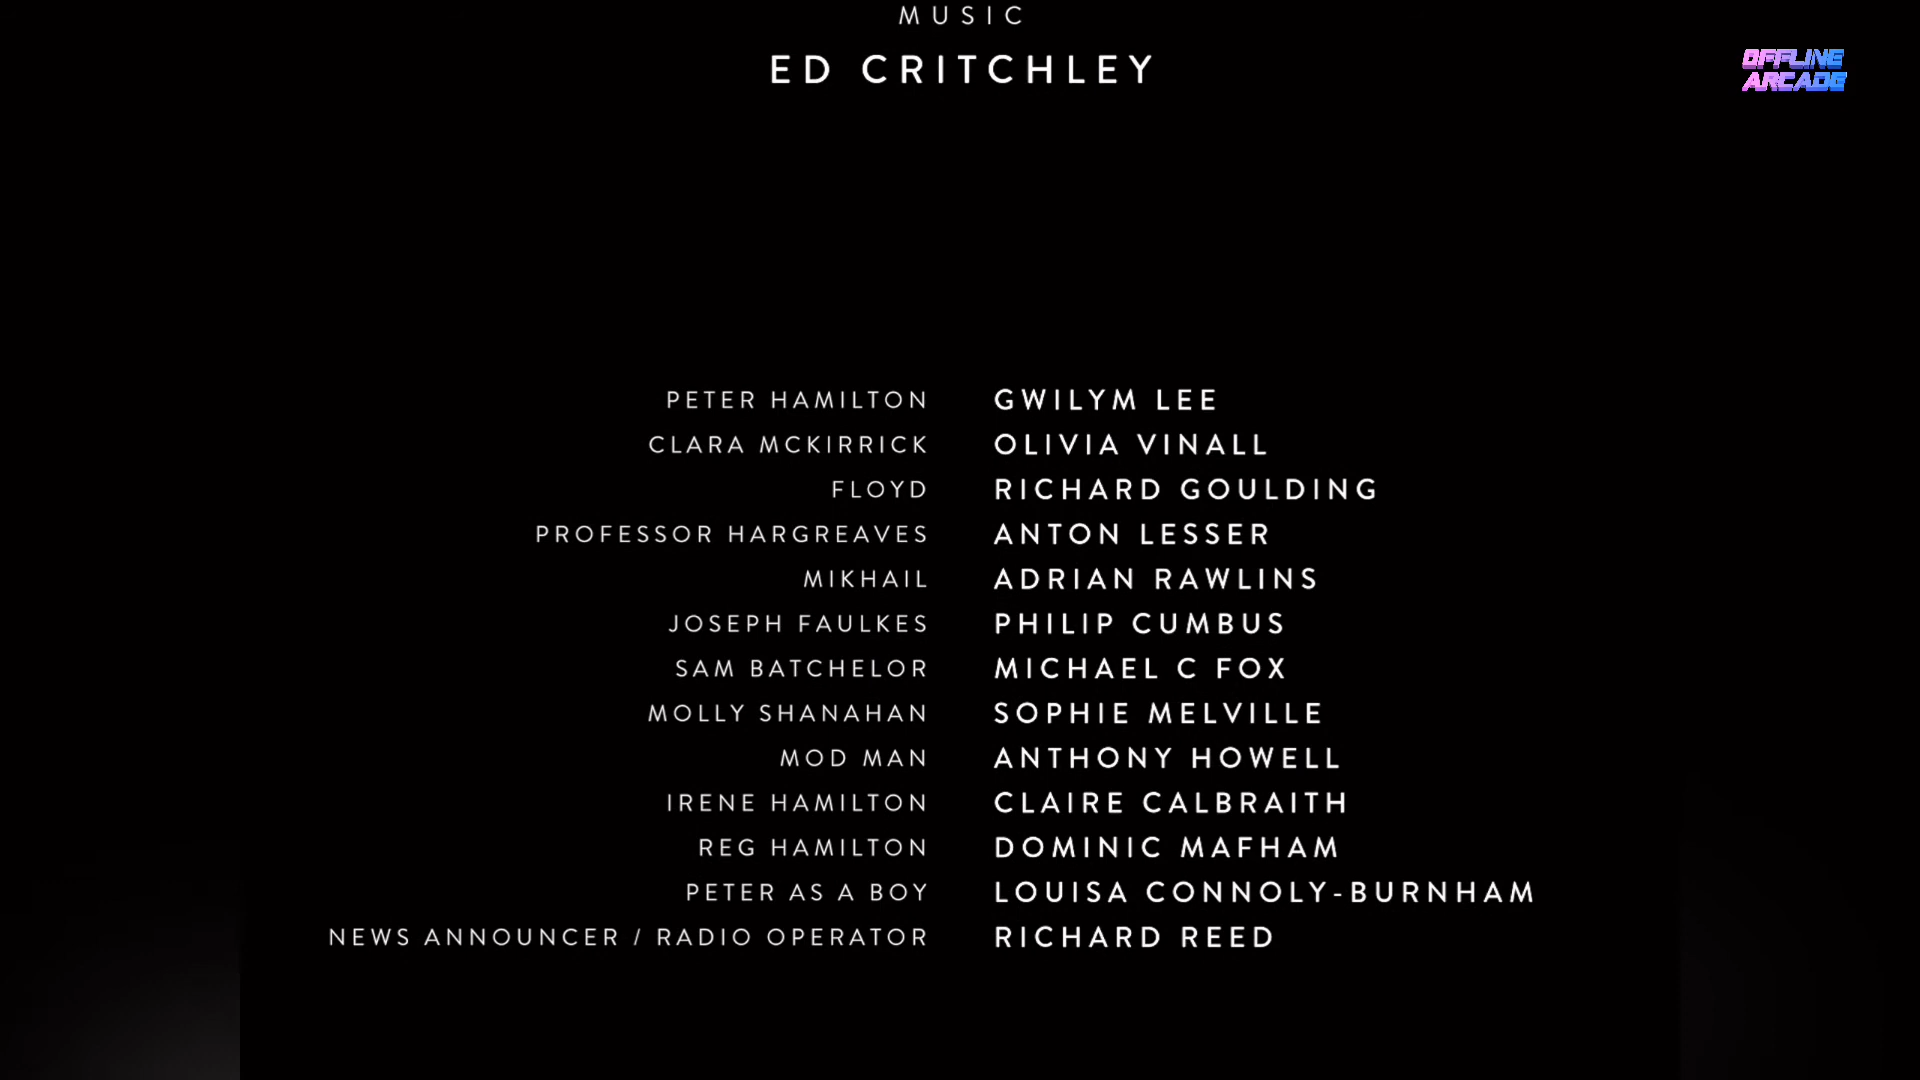 MUSIC
ED CRITCHLEY
OFFLINE
ARCADE
PETER HAMILTON GWILYM LEE
CLARA MCKIRRICK OLIVIA VINALL
FLOYD RICHARD GOULDING
PROFESSOR HARGREAVES ANTON LESSER
MIKHAIL ADRIAN RAWLINS
JOSEPH FAULKES PHILIP CUMBUS
SAM BATCHELOR MICHAEL C FOX
MOLLY SHANAHAN SOPHIE MELVILLE
MOD MAN ANTHONY HOWELL
IRENE HAMILTON CLAIRE CALBRAITH
REG HAMILTON DOMINIC MAFHAM
PETER AS A BOY LOUISA CONNOLY-BURNHAM
NEWS ANNOUNCER / RADIO OPERATOR RICHARD REED